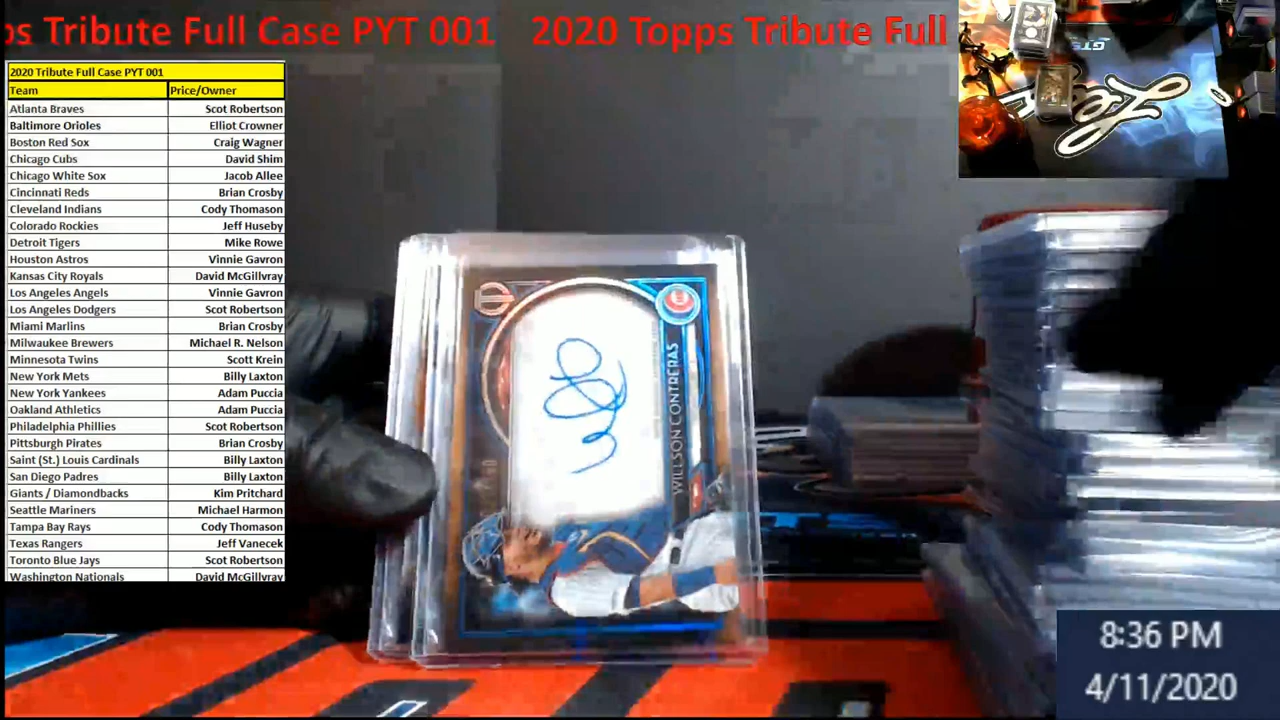 ps Tribute Full Case PYT 001 2020 Topps Tribute Full
2020 Tribute Full Case PYT 001
Team Price/Owner
Atlanta Braves Scot Robertson
Baltimore Orioles Elliot Crowner
Boston Red Sox Craig Wagner
Chicago Cubs David Shim
Chicago White Sox Jacob Allee
Cincinnati Reds Brian Crosby
Cleveland Indians Cody Thomason
Colorado Rockies Jeff Huseby
Detroit Tigers Mike Rowe
Houston Astros Vinnie Gavron
Kansas City Royals David McGillvray
Los Angeles Angels Vinnie Gavron
Los Angeles Dodgers Scot Robertson
Miami Marlins Brian Crosby
Milwaukee Brewers Michael R. Nelson
Minnesota Twins Scott Krein
New York Mets Billy Laxton
New York Yankees Adam Puccia
Oakland Athletics Adam Puccia
Philadelphia Phillies Scot Robertson
Pittsburgh Pirates Brian Crosby
Saint (St.) Louis Cardinals Billy Laxton
San Diego Padres Billy Laxton
Giants / Diamondbacks Kim Pritchard
Seattle Mariners Michael Harmon
Tampa Bay Rays Cody Thomason
Texas Rangers Jeff Vanecek
Toronto Blue Jays Scot Robertson
Washington Nationals David McGillvray
WILLSON CONTRERAS
GTS
8:36 PM
4/11/2020